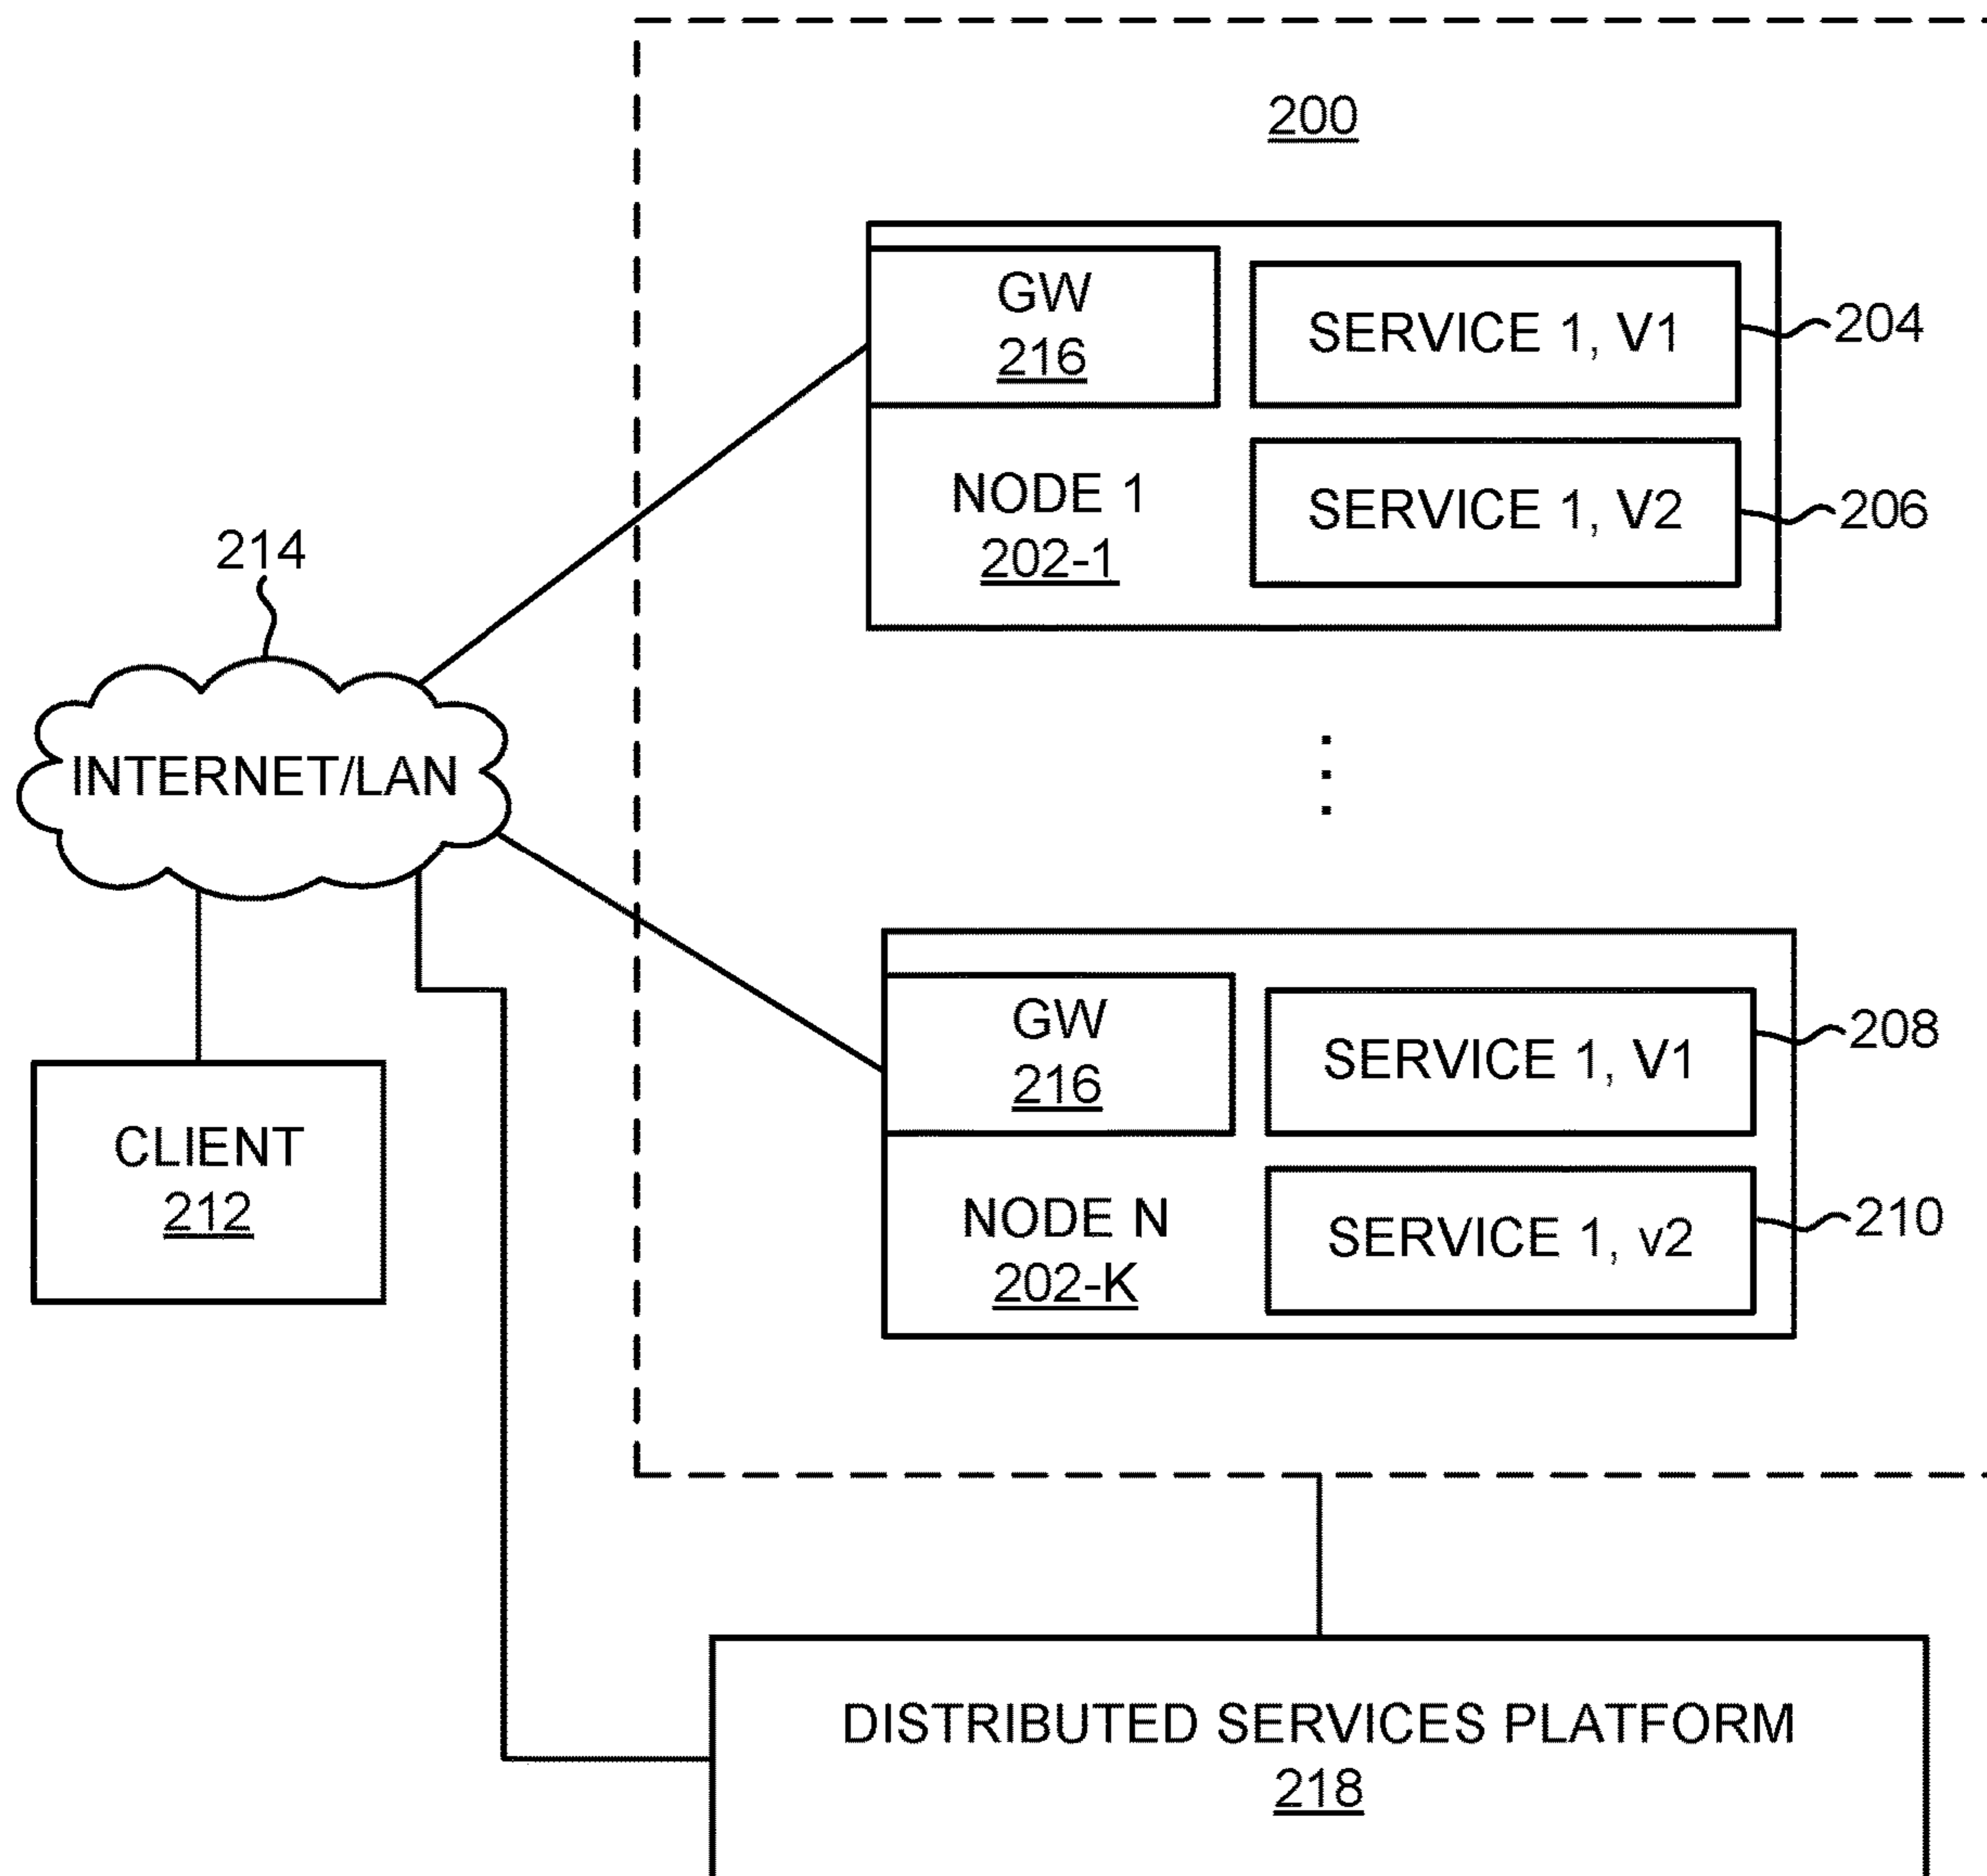 200
GW
216
SERVICE 1, V1
204
NODE 1
202-1
SERVICE 1, V2
206
214
INTERNET/LAN
GW
216
SERVICE 1, V1
208
CLIENT
212
NODE N
202-K
SERVICE 1, v2
210
DISTRIBUTED SERVICES PLATFORM
218